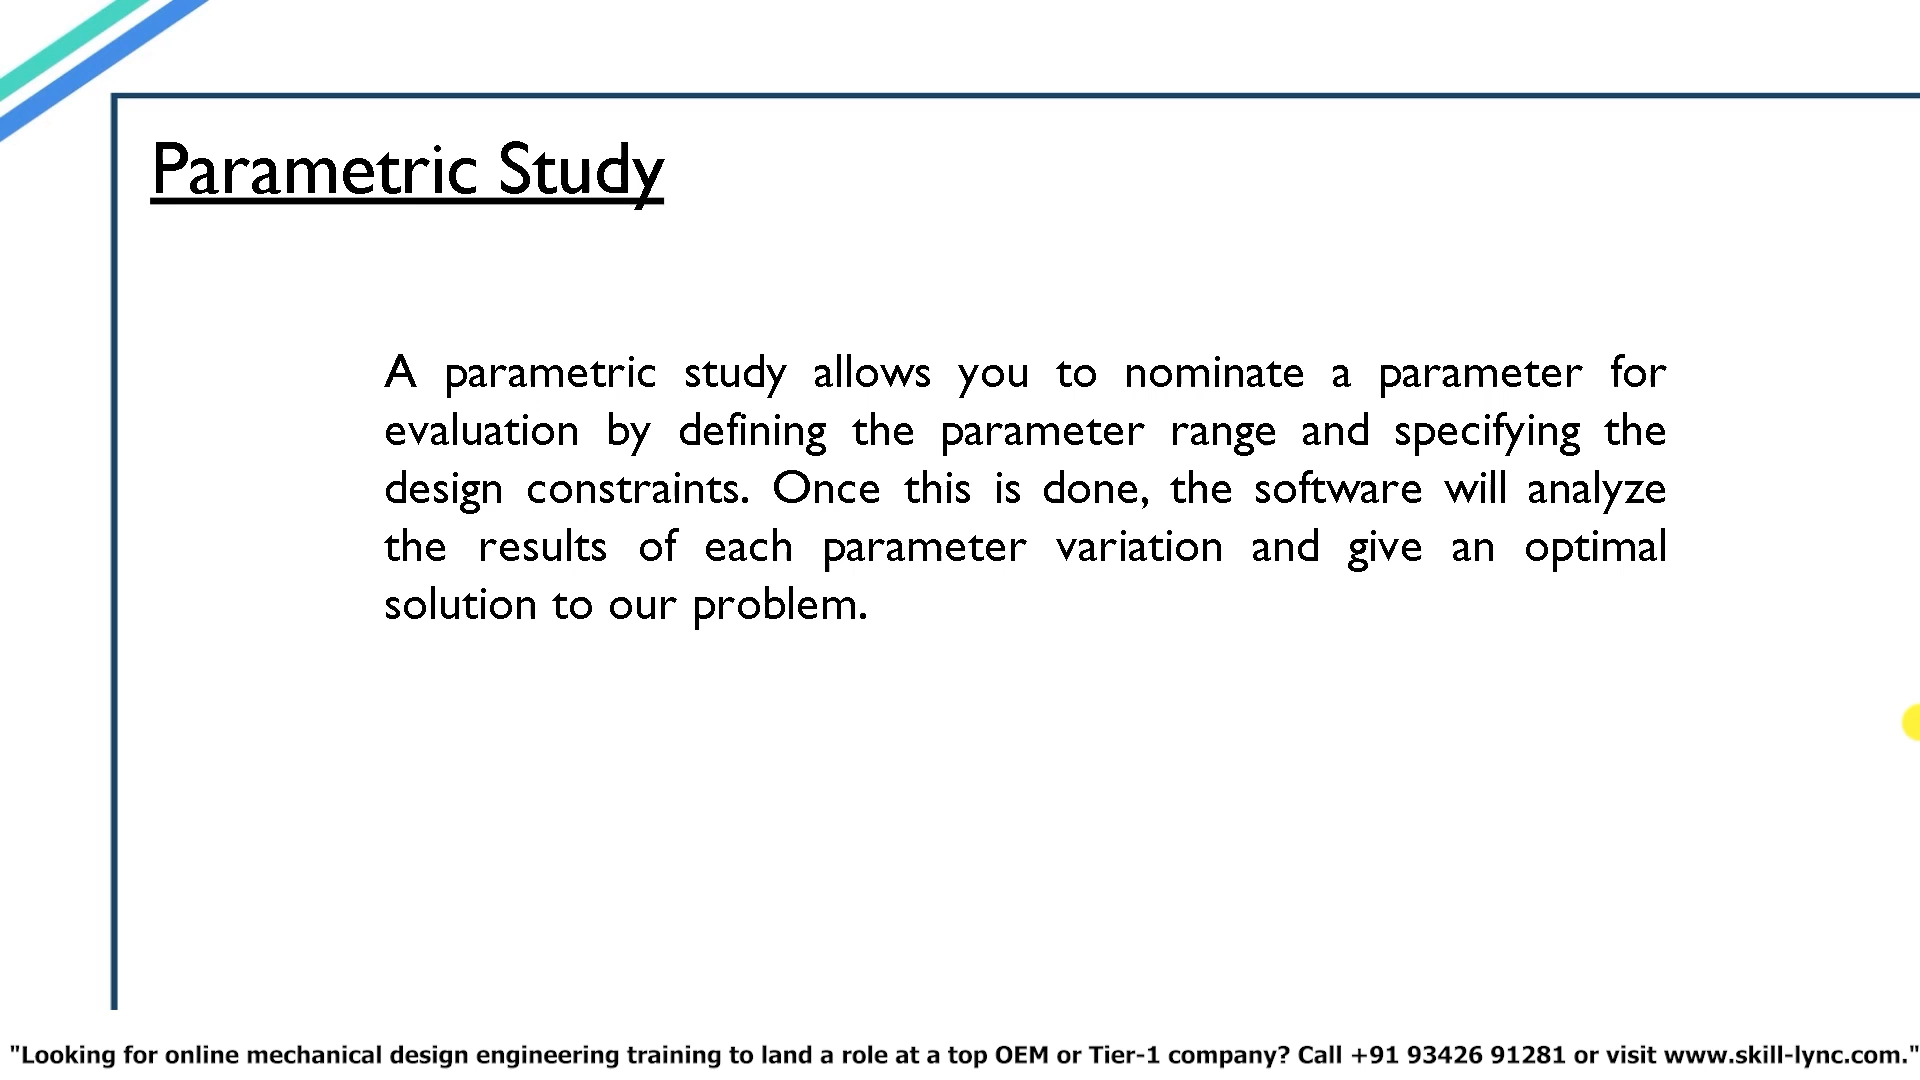 Parametric Study
A parametric study allows you to nominate a parameter for
evaluation by defining the parameter range and specifying the
design constraints. Once this is done, the software will analyze
the results of each parameter variation and give an optimal
solution to our problem.
"Looking for online mechanical design engineering training to land a role at a top OEM or Tier-1 company? Call +91 93426 91281 or visit www.skill-lync.com."